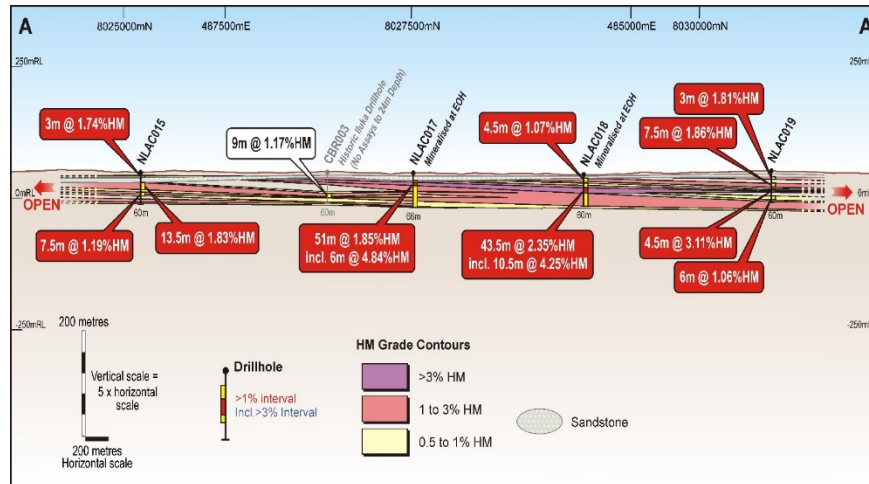 A
A
8025000mN
487500mE
8027500mN
485000mE
8030000mN
250mRL
250mRL
3m @ 1.74%HM
NLAC015
9m @ 1.17%HM
CBR003
Historic Iluka Drillhole
(No Assays to 24m Depth)
NLAC017
Mineralised at EOH
4.5m @ 1.07%HM
NLAC018
Mineralised at EOH
3m @ 1.81%HM
7.5m @ 1.86%HM
NLAC019
0mRL
0mRL
OPEN
OPEN
60m
60m
66m
60m
60m
7.5m @ 1.19%HM
13.5m @ 1.83%HM
51m @ 1.85%HM
incl. 6m @ 4.84%HM
43.5m @ 2.35%HM
incl. 10.5m @ 4.25%HM
4.5m @ 3.11%HM
6m @ 1.06%HM
-250mRL
-250mRL
200 metres
Vertical scale =
5 x horizontal
scale
200 metres
Horizontal scale
Drillhole
>1% interval
Incl.>3% Interval
HM Grade Contours
>3% HM
1 to 3% HM
0.5 to 1% HM
Sandstone